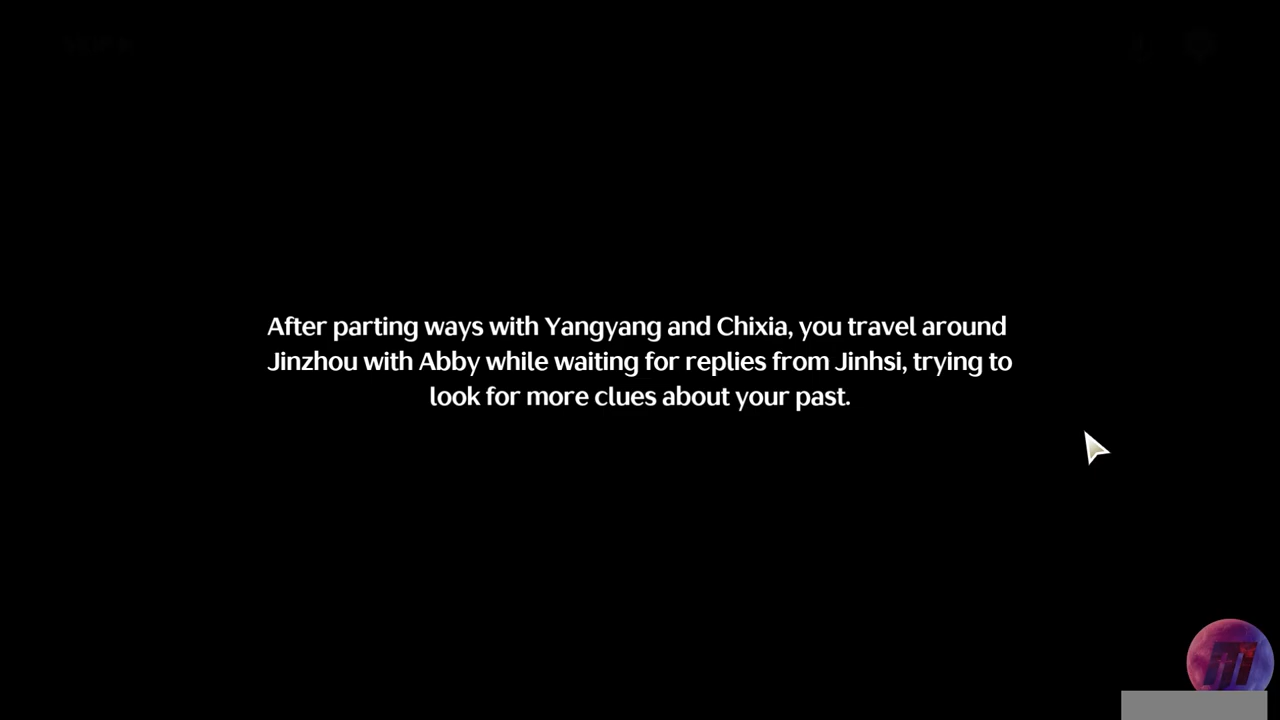 After parting ways with Yangyang and Chixia, you travel around
Jinzhou with Abby while waiting for replies from Jinhsi, trying to
look for more clues about your past.